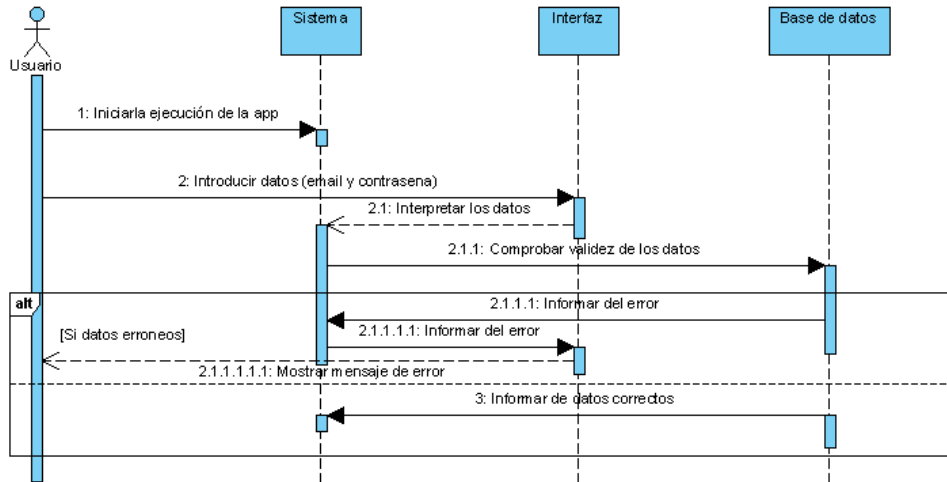 Sistema
Interfaz
Base de datos
Usuario
1: Iniciarla ejecución de la app
2: Introducir datos (email y contrasena)
2.1: Interpretar los datos
2.1.1: Comprobar validez de los datos
alt
2.1.1.1: Informar del error
[Si datos erroneos]
2.1.1.1.1: Informar del error
2.1.1.1.1.1: Mostrar mensaje de error
3: Informar de datos correctos